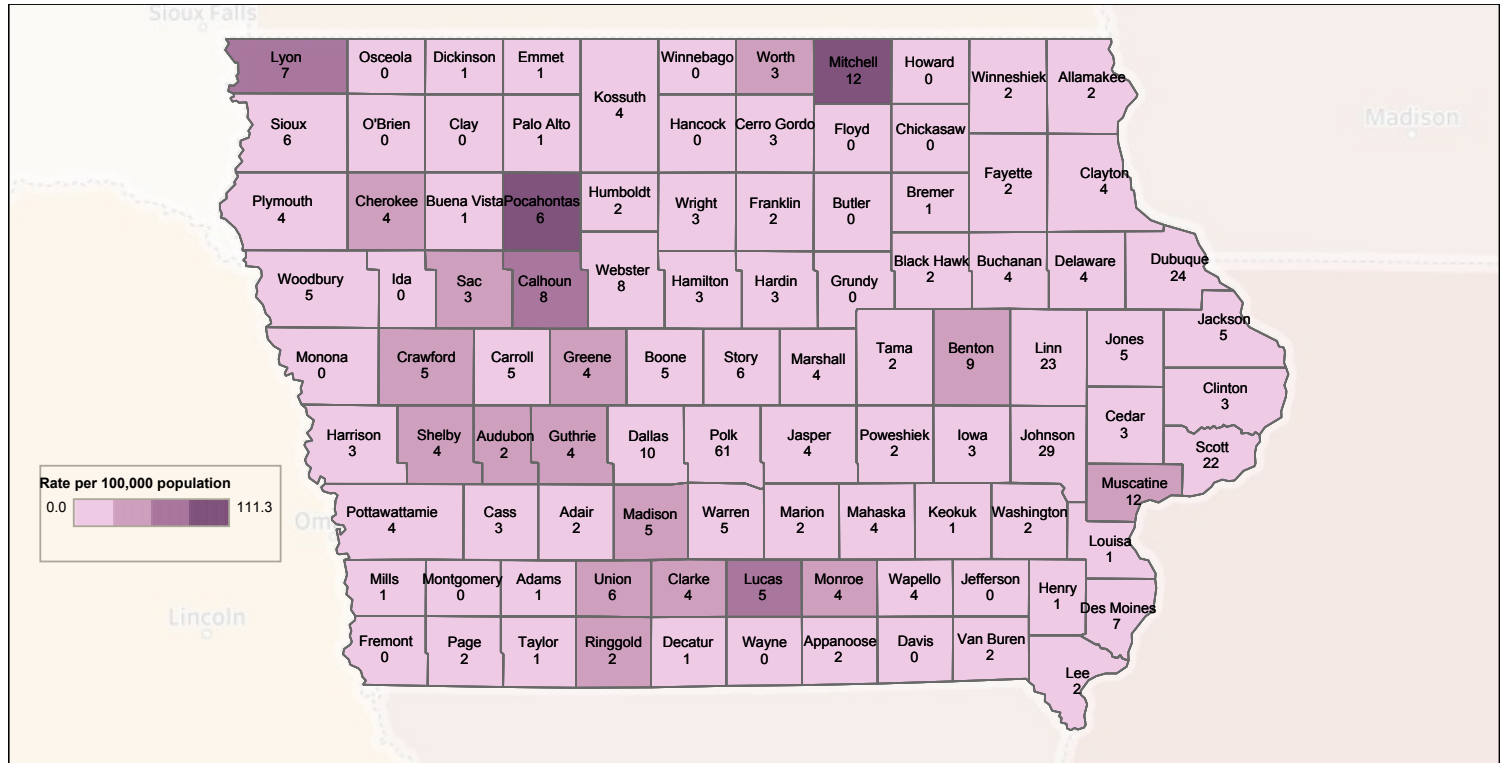 Sioux Falls
Lyon
7
Osceola
0
Dickinson
1
Emmet
1
Kossuth
4
Winnebago
0
Worth
3
Mitchell
12
Howard
0
Winneshiek
2
Allamakee
2
Madison
Sioux
6
O'Brien
0
Clay
0
Palo Alto
1
Hancock
0
Cerro Gordo
3
Floyd
0
Chickasaw
0
Plymouth
4
Cherokee
4
Buena Vista
1
Pocahontas
6
Humboldt
2
Wright
3
Franklin
2
Butler
0
Bremer
1
Fayette
2
Clayton
4
Woodbury
5
Ida
0
Sac
3
Calhoun
8
Webster
8
Hamilton
3
Hardin
3
Grundy
0
Black Hawk
2
Buchanan
4
Delaware
4
Dubuque
24
Monona
0
Crawford
5
Carroll
5
Greene
4
Boone
5
Story
6
Marshall
4
Tama
2
Benton
9
Linn
23
Jones
5
Jackson
5
Clinton
3
Harrison
3
Shelby
4
Audubon
2
Guthrie
4
Dallas
10
Polk
61
Jasper
4
Poweshiek
2
Iowa
3
Johnson
29
Cedar
3
Scott
22
Muscatine
12
Rate per 100,000 population
0.0
111.3
Om
Pottawattamie
4
Cass
3
Adair
2
Madison
5
Warren
5
Marion
2
Mahaska
4
Keokuk
1
Washington
2
Louisa
1
Mills
1
Montgomery
0
Adams
1
Union
6
Clarke
4
Lucas
5
Monroe
4
Wapello
4
Jefferson
0
Henry
1
Des Moines
7
Lincoln
Fremont
0
Page
2
Taylor
1
Ringgold
2
Decatur
1
Wayne
0
Appanoose
2
Davis
0
Van Buren
2
Lee
2